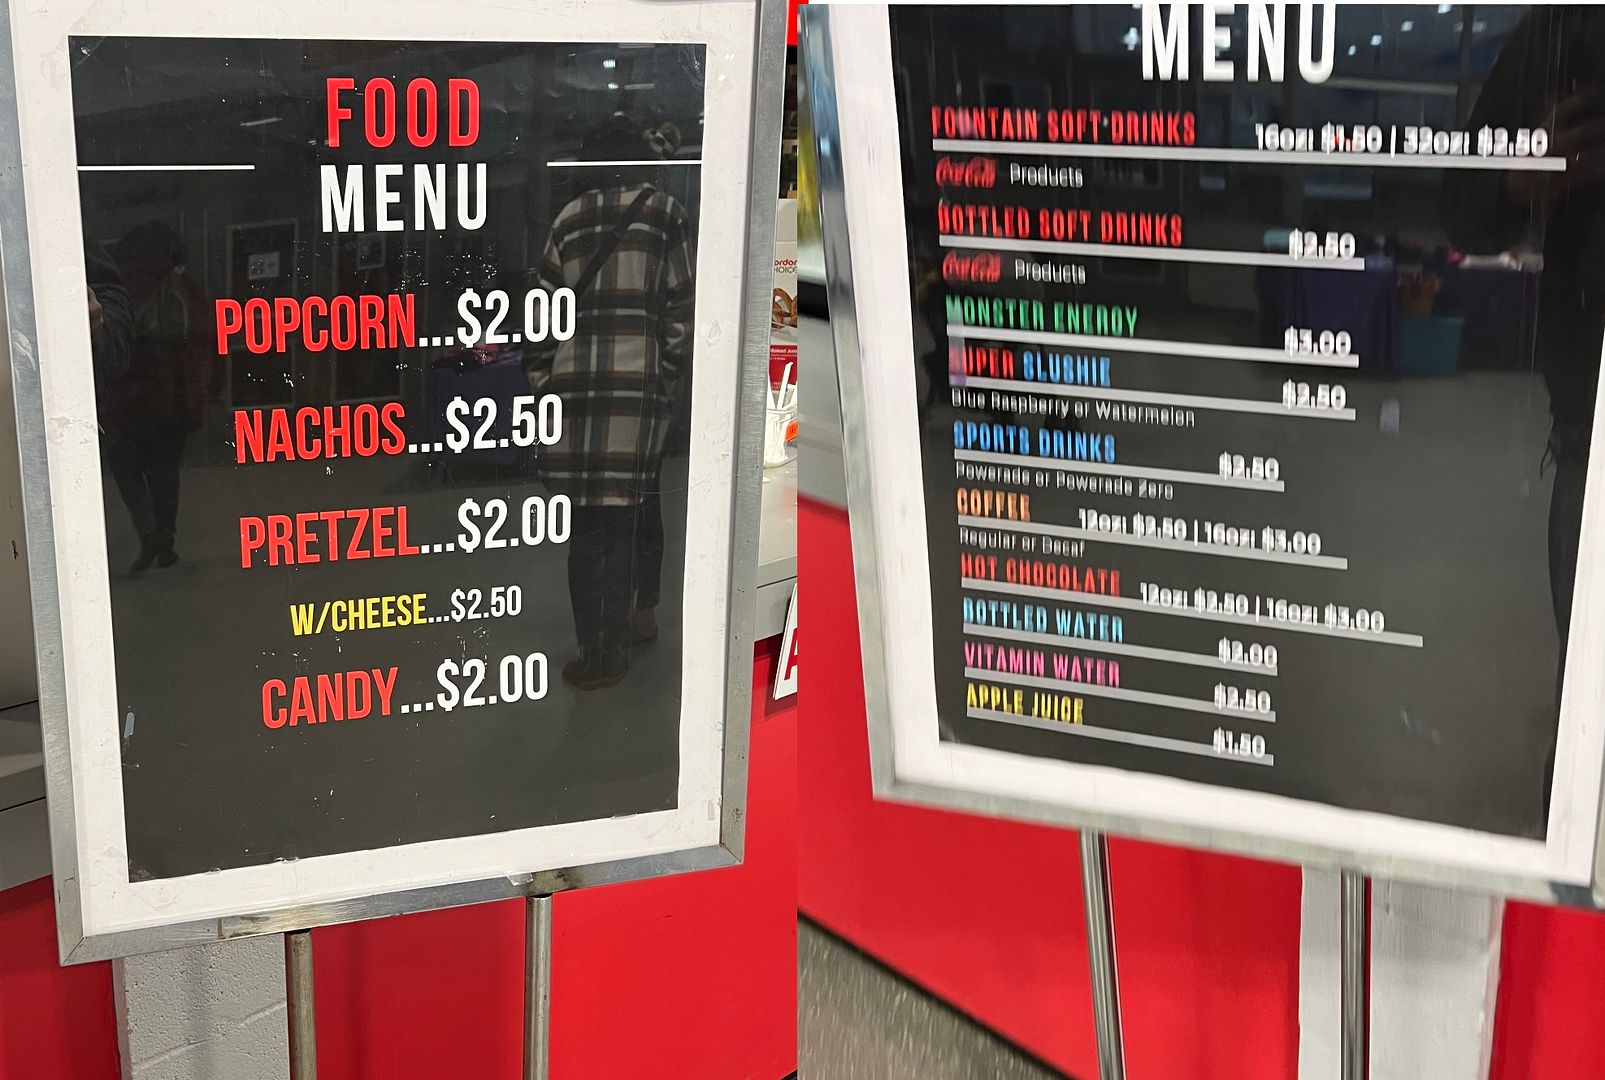 FOOD
MENU
POPCORN...$2.00
NACHOS...$2.50
PRETZEL...$2.00
W/CHEESE...$2.50
CANDY...$2.00
MENU
FOUNTAIN SOFT DRINKS 16oz: $1.50 | 32oz: $2.50
Coca-Cola Products
BOTTLED SOFT DRINKS $2.50
Coca-Cola Products
MONSTER ENERGY $3.00
SUPER SLUSHIE $2.50
Blue Raspberry or Watermelon
SPORTS DRINKS $2.50
Powerade or Powerade Zero
COFFEE 12oz: $2.50 | 16oz: $3.00
Regular or Decaf
HOT CHOCOLATE 12oz: $2.50 | 16oz: $3.00
BOTTLED WATER $2.00
VITAMIN WATER $2.50
APPLE JUICE $1.50